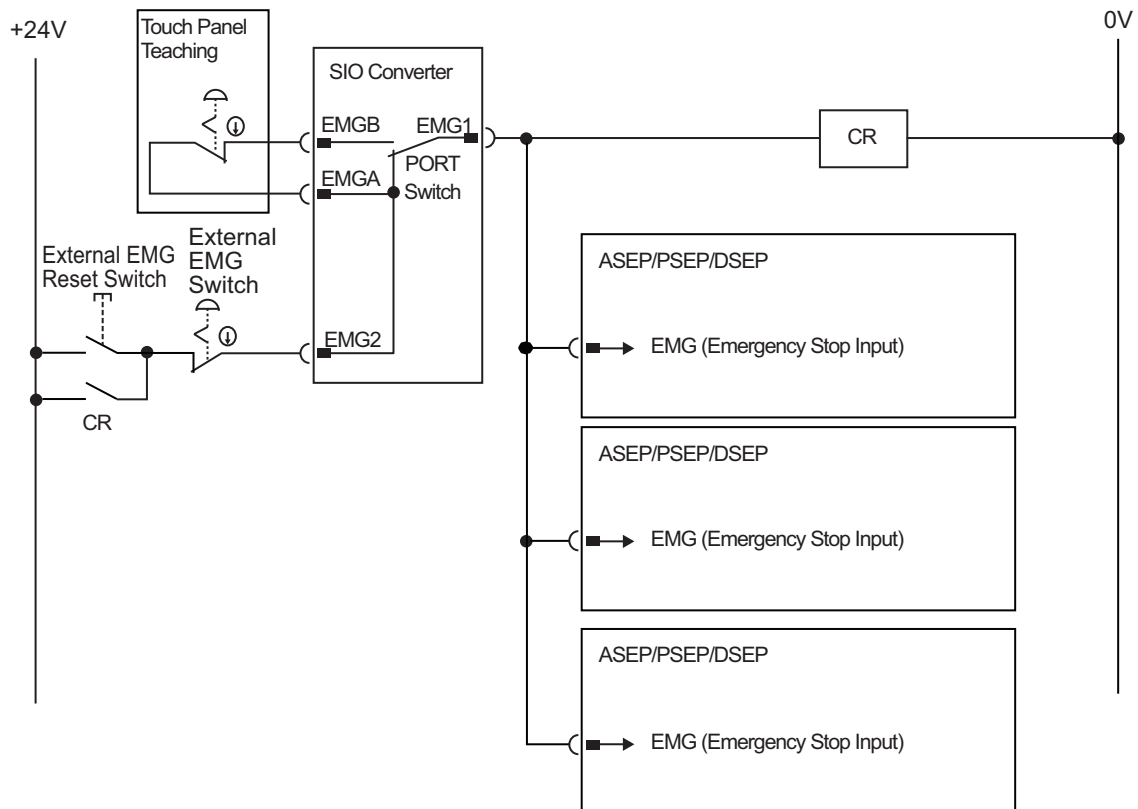 +24V
0V
Touch Panel
Teaching
SIO Converter
EMGB
EMG1
CR
PORT
Switch
EMGA
External EMG
Reset Switch
External
EMG
Switch
EMG2
CR
ASEP/PSEP/DSEP
EMG (Emergency Stop Input)
ASEP/PSEP/DSEP
EMG (Emergency Stop Input)
ASEP/PSEP/DSEP
EMG (Emergency Stop Input)